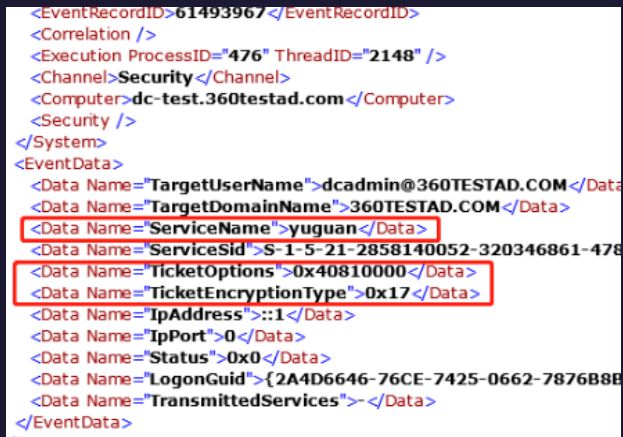 <EventRecordID>61493967</EventRecordID>
<Correlation />
<Execution ProcessID="476" ThreadID="2148" />
<Channel>Security</Channel>
<Computer>dc-test.360testad.com</Computer>
<Security />
</System>
<EventData>
<Data Name="TargetUserName">dcadmin@360TESTAD.COM</Data
<Data Name="TargetDomainName">360TESTAD.COM</Data>
<Data Name="ServiceName">yuguan</Data>
<Data Name="ServiceSid">S-1-5-21-2858140052-320346861-478
<Data Name="TicketOptions">0x40810000</Data>
<Data Name="TicketEncryptionType">0x17</Data>
<Data Name="IpAddress">::1</Data>
<Data Name="IpPort">0</Data>
<Data Name="Status">0x0</Data>
<Data Name="LogonGuid">{2A4D6646-76CE-7425-0662-7876B8B
<Data Name="TransmittedServices">-</Data>
</EventData>